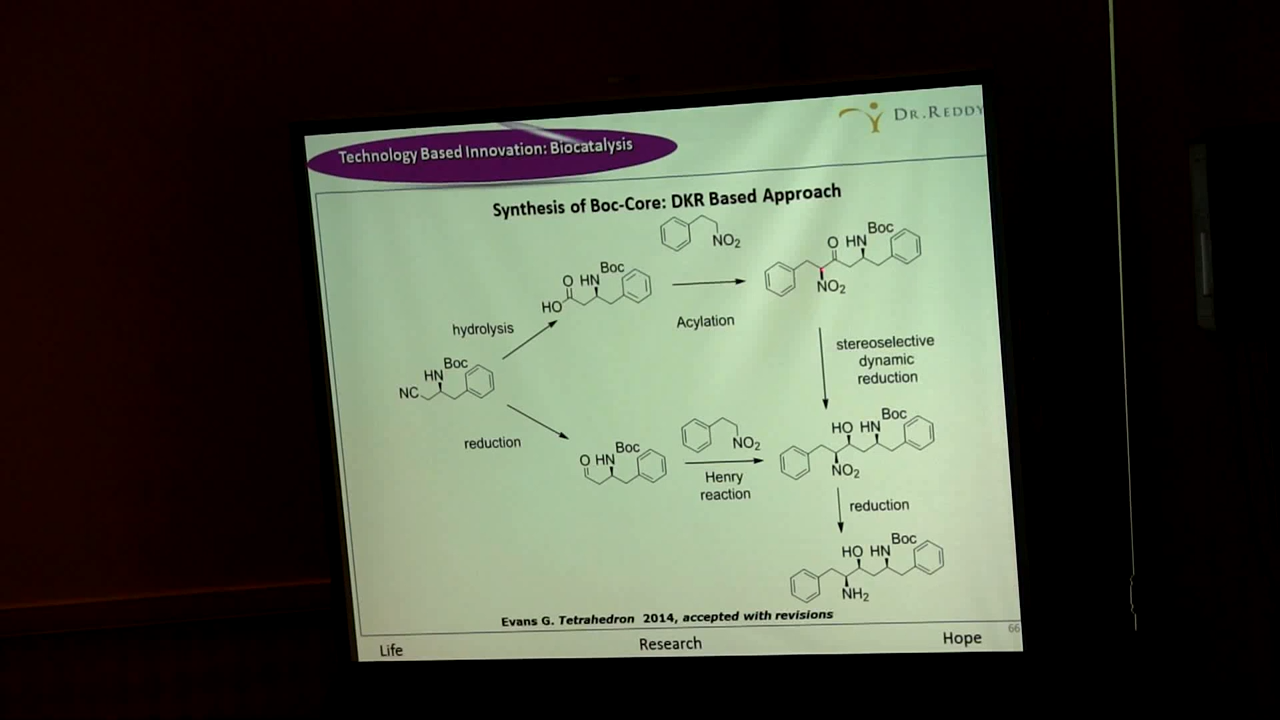 DR.REDDY
Technology Based Innovation: Biocatalysis
Synthesis of Boc-Core: DKR Based Approach
NO2
Boc
O HN
NO2
Boc
O HN
HO
Acylation
hydrolysis
stereoselective
dynamic
reduction
Boc
HN
NC
reduction
Boc
O HN
NO2
Henry
reaction
Boc
HO HN
NO2
reduction
Boc
HO HN
NH2
Evans G. Tetrahedron 2014, accepted with revisions
66
Life
Research
Hope